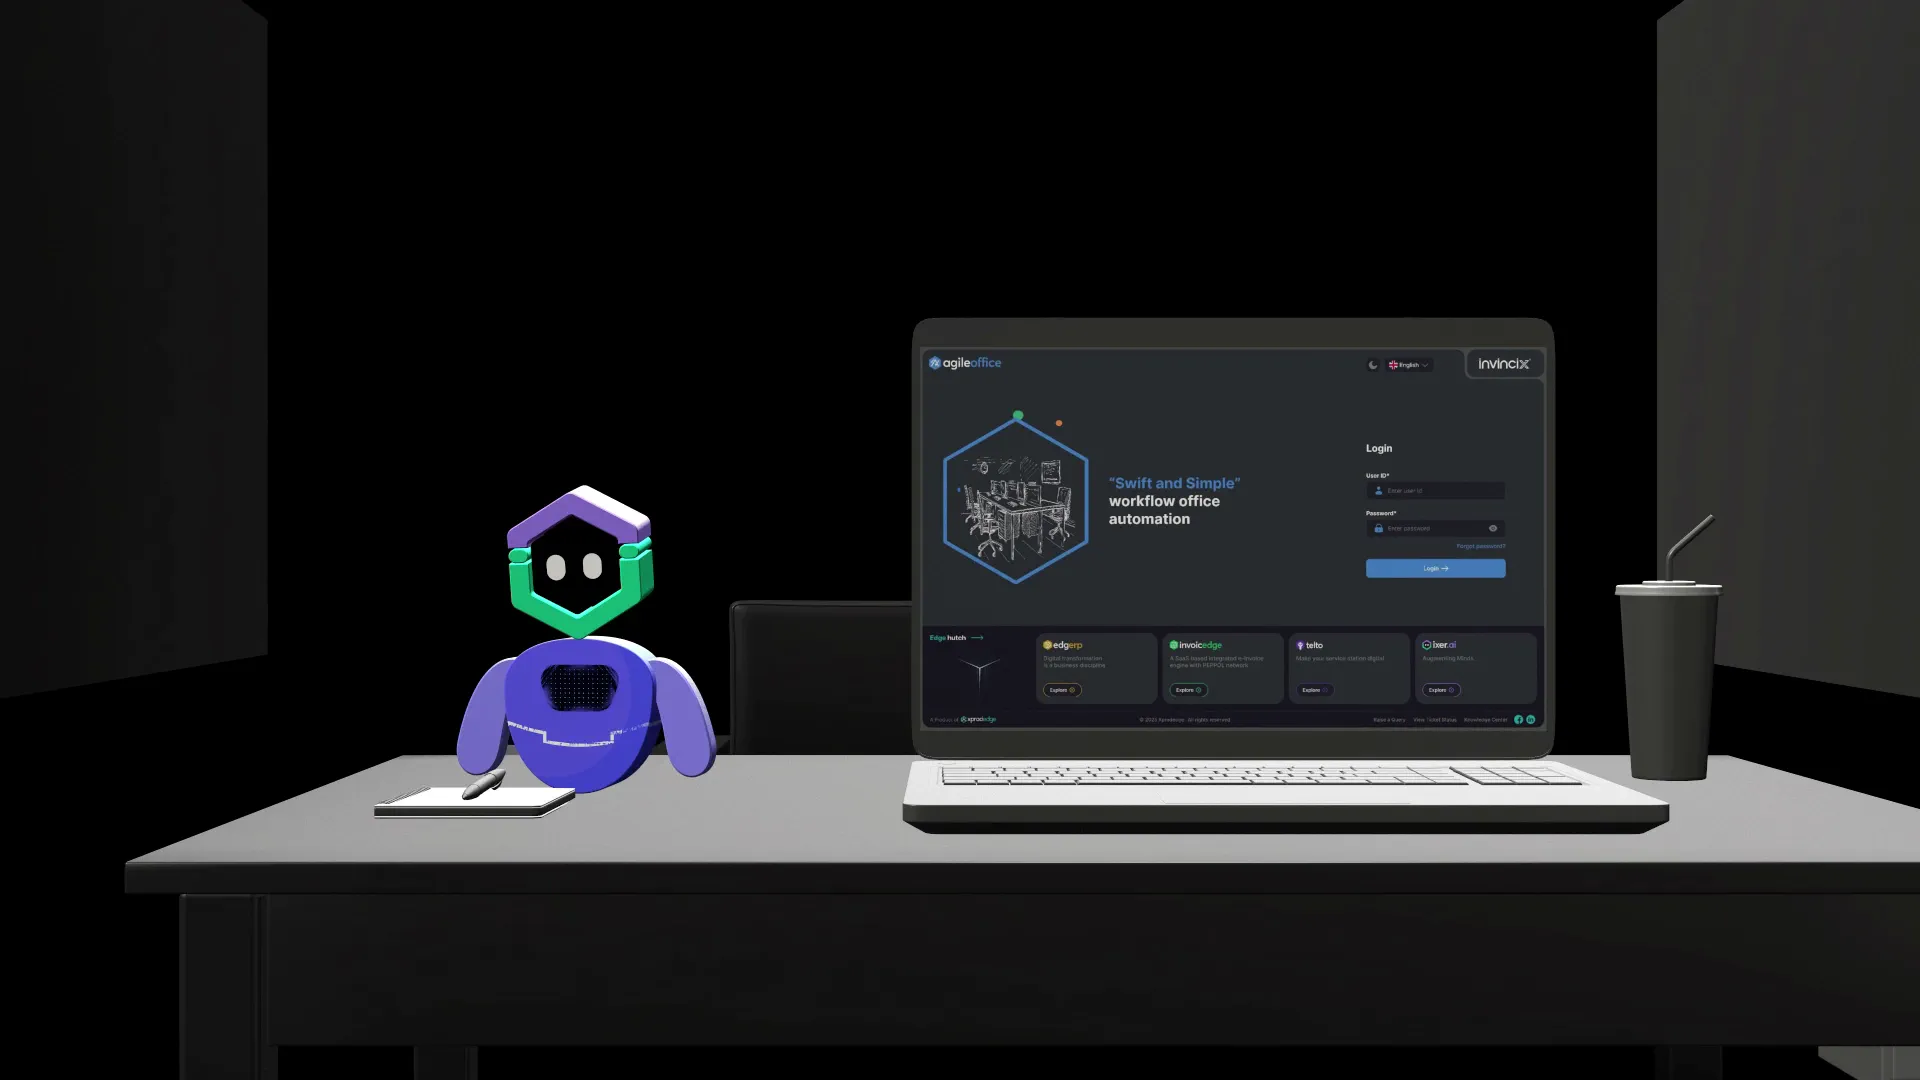 agileoffice
English
invincix
"Swift and Simple"
workflow office
automation
Login
User ID*
Enter user id
Password*
Enter password
Forgot password?
Login →
Edge hutch →
edgerp
Digital transformation
is a business discipline
Explore
invoicedge
A SaaS based integrated e-invoice
engine with PEPPOL network
Explore
telto
Make your service station digital
Explore
ixer.ai
Augmenting Minds
Explore
A Product of xprodedge
© 2023 Xprodedge. All rights reserved
Raise a Query
View Ticket Status
Knowledge Center